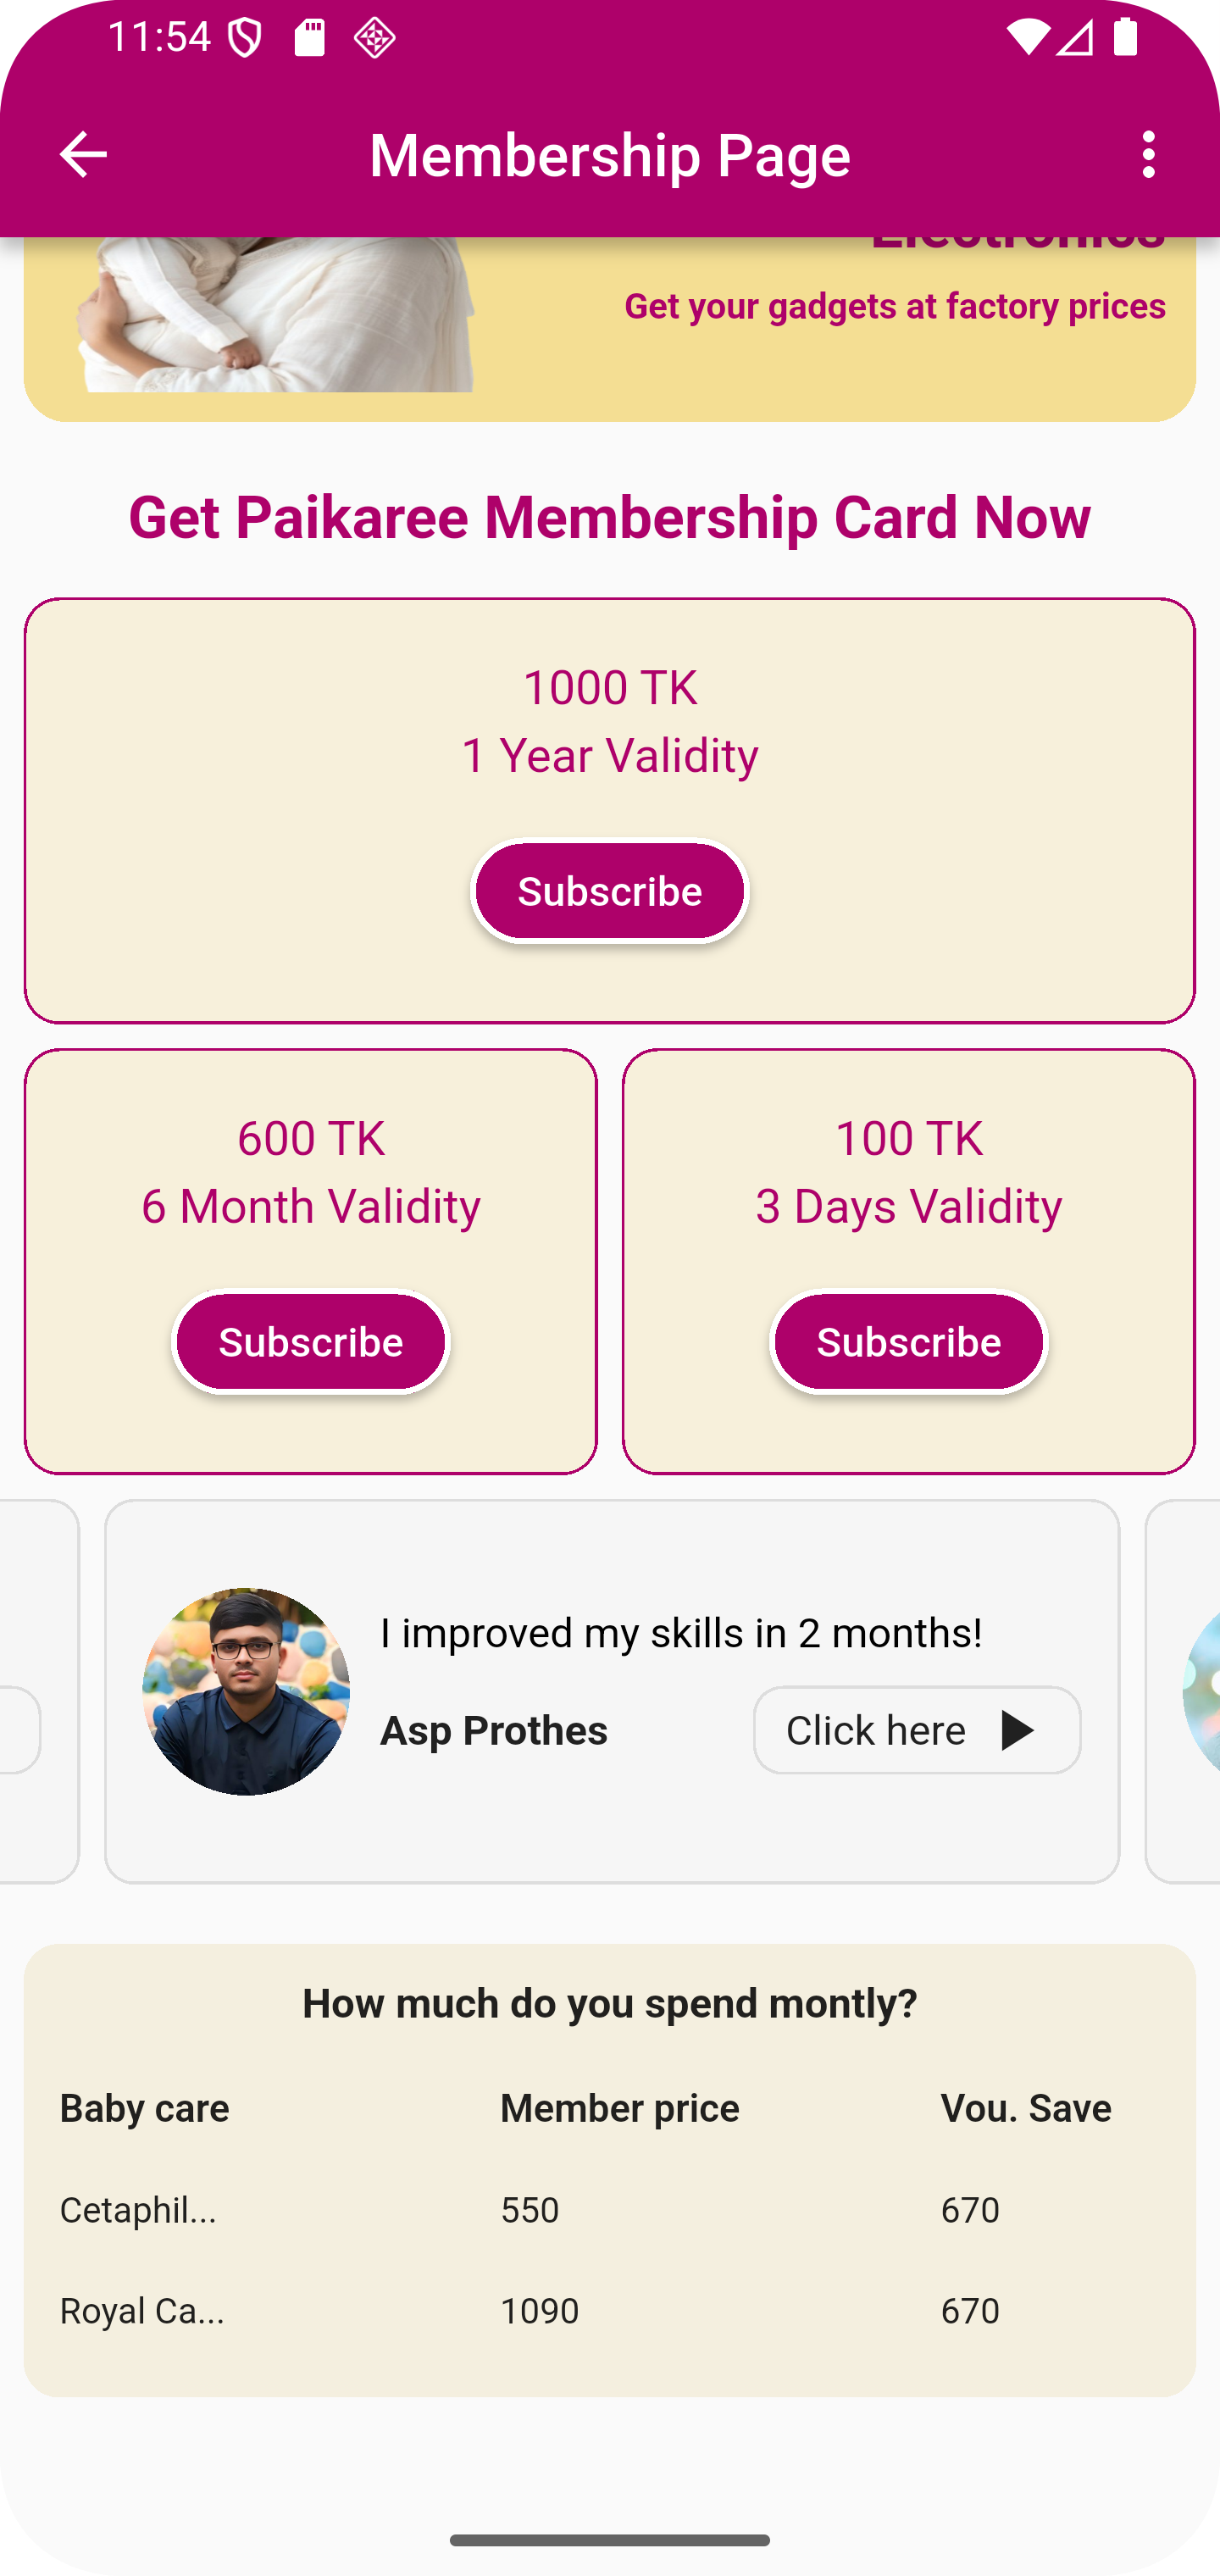 11:54
Membership Page
Electronics
Get your gadgets at factory prices
Get Paikaree Membership Card Now
1000 TK
1 Year Validity
Subscribe
600 TK
6 Month Validity
Subscribe
100 TK
3 Days Validity
Subscribe
I improved my skills in 2 months!
Asp Prothes
Click here
How much do you spend montly?
Baby care Member price Vou. Save
Cetaphil... 550 670
Royal Ca... 1090 670